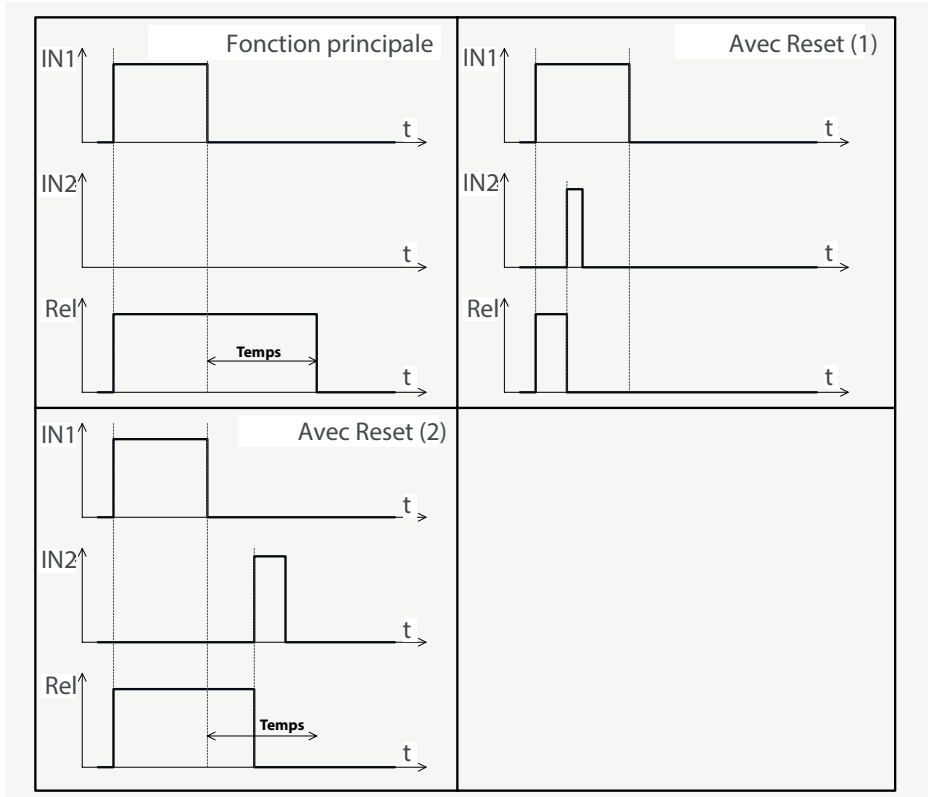 Fonction principale
IN1
t
IN2
t
Rel
Temps
t
Avec Reset (1)
IN1
t
IN2
t
Rel
t
Avec Reset (2)
IN1
t
IN2
t
Rel
Temps
t